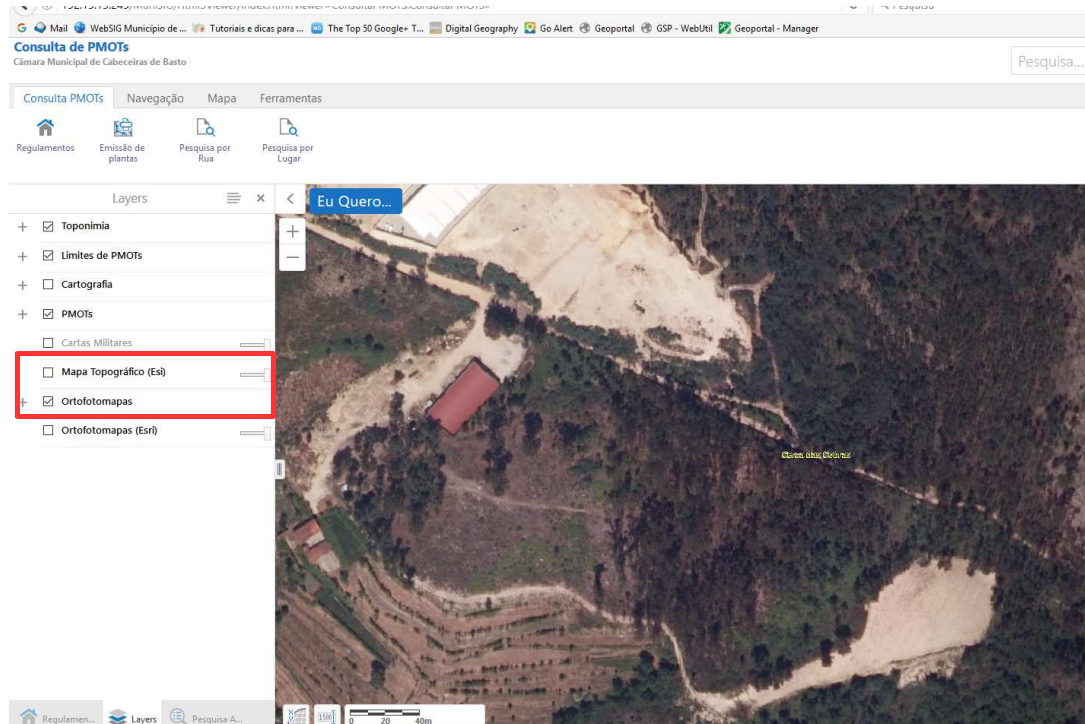 Mail WebSIG Município de ... Tutoriais e dicas para ... The Top 50 Google+ T... Digital Geography Go Alert Geoportal GSP - WebUtil Geoportal - Manager
Consulta de PMOTs
Câmara Municipal de Cabeceiras de Basto
Pesquisa...
Consulta PMOTs Navegação Mapa Ferramentas
Regulamentos Emissão de plantas Pesquisa por Rua Pesquisa por Lugar
Layers
Eu Quero...
Toponimia
Limites de PMOTs
Cartografia
PMOTs
Cartas Militares
Mapa Topográfico (Esi)
Ortofotomapas
Ortofotomapas (Esri)
Regulamen... Layers Pesquisa A...
0 20 40m